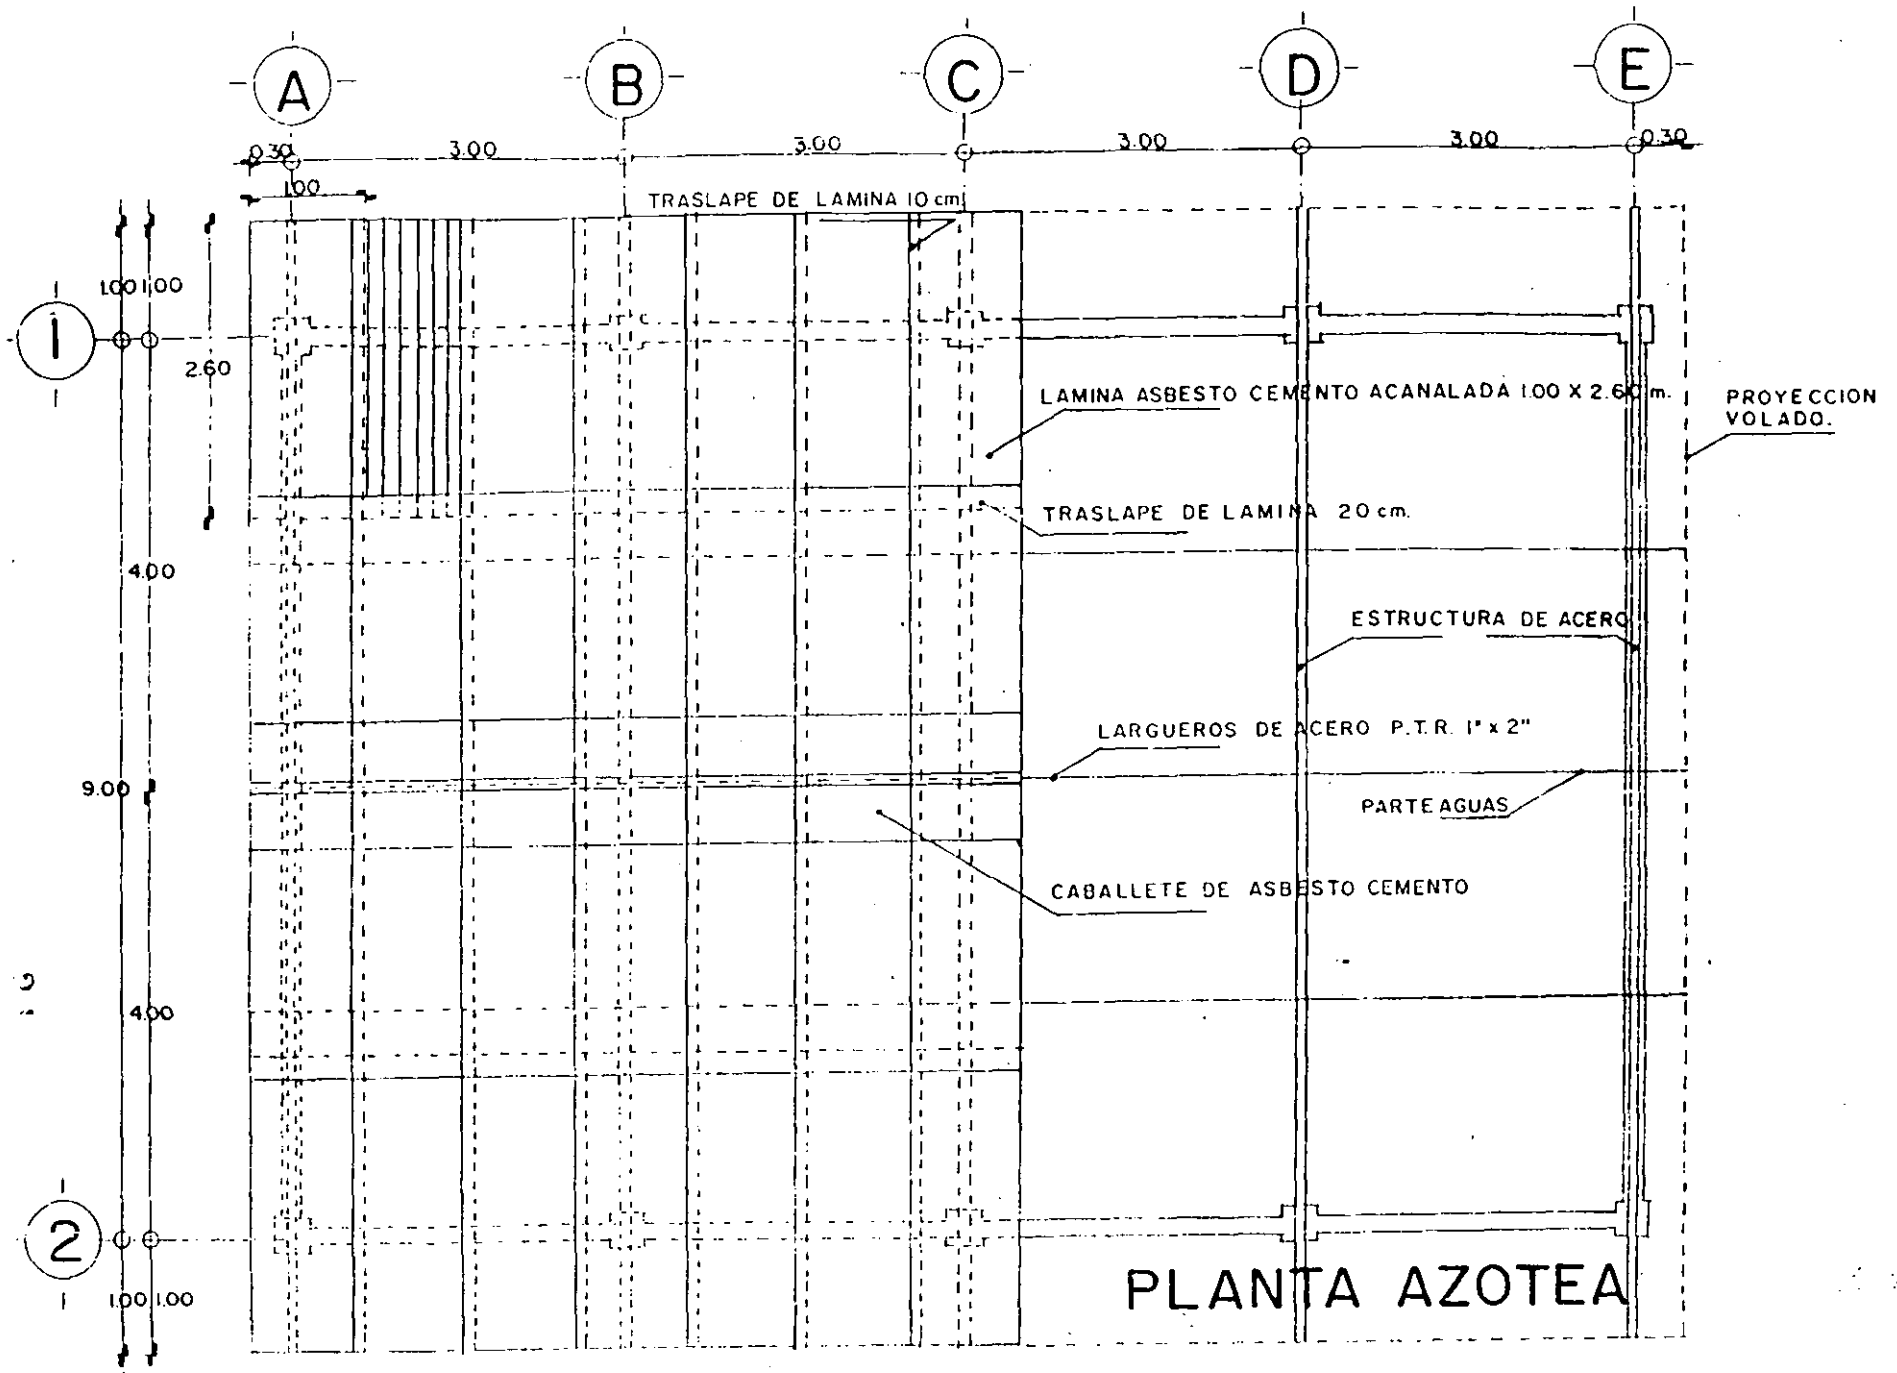 A B C D E
0.30 3.00 3.00 3.00 3.00 0.30
1.00
TRASLAPE DE LAMINA 10 cm.
1.00 1.00
1
2.60
LAMINA ASBESTO CEMENTO ACANALADA 1.00 X 2.60 m.
PROYECCION
VOLADO.
TRASLAPE DE LAMINA 20 cm.
4.00
ESTRUCTURA DE ACERO
LARGUEROS DE ACERO P.T.R. 1" x 2"
9.00
PARTEAGUAS
CABALLETE DE ASBESTO CEMENTO
4.00
2
PLANTA AZOTEA
1.00 1.00